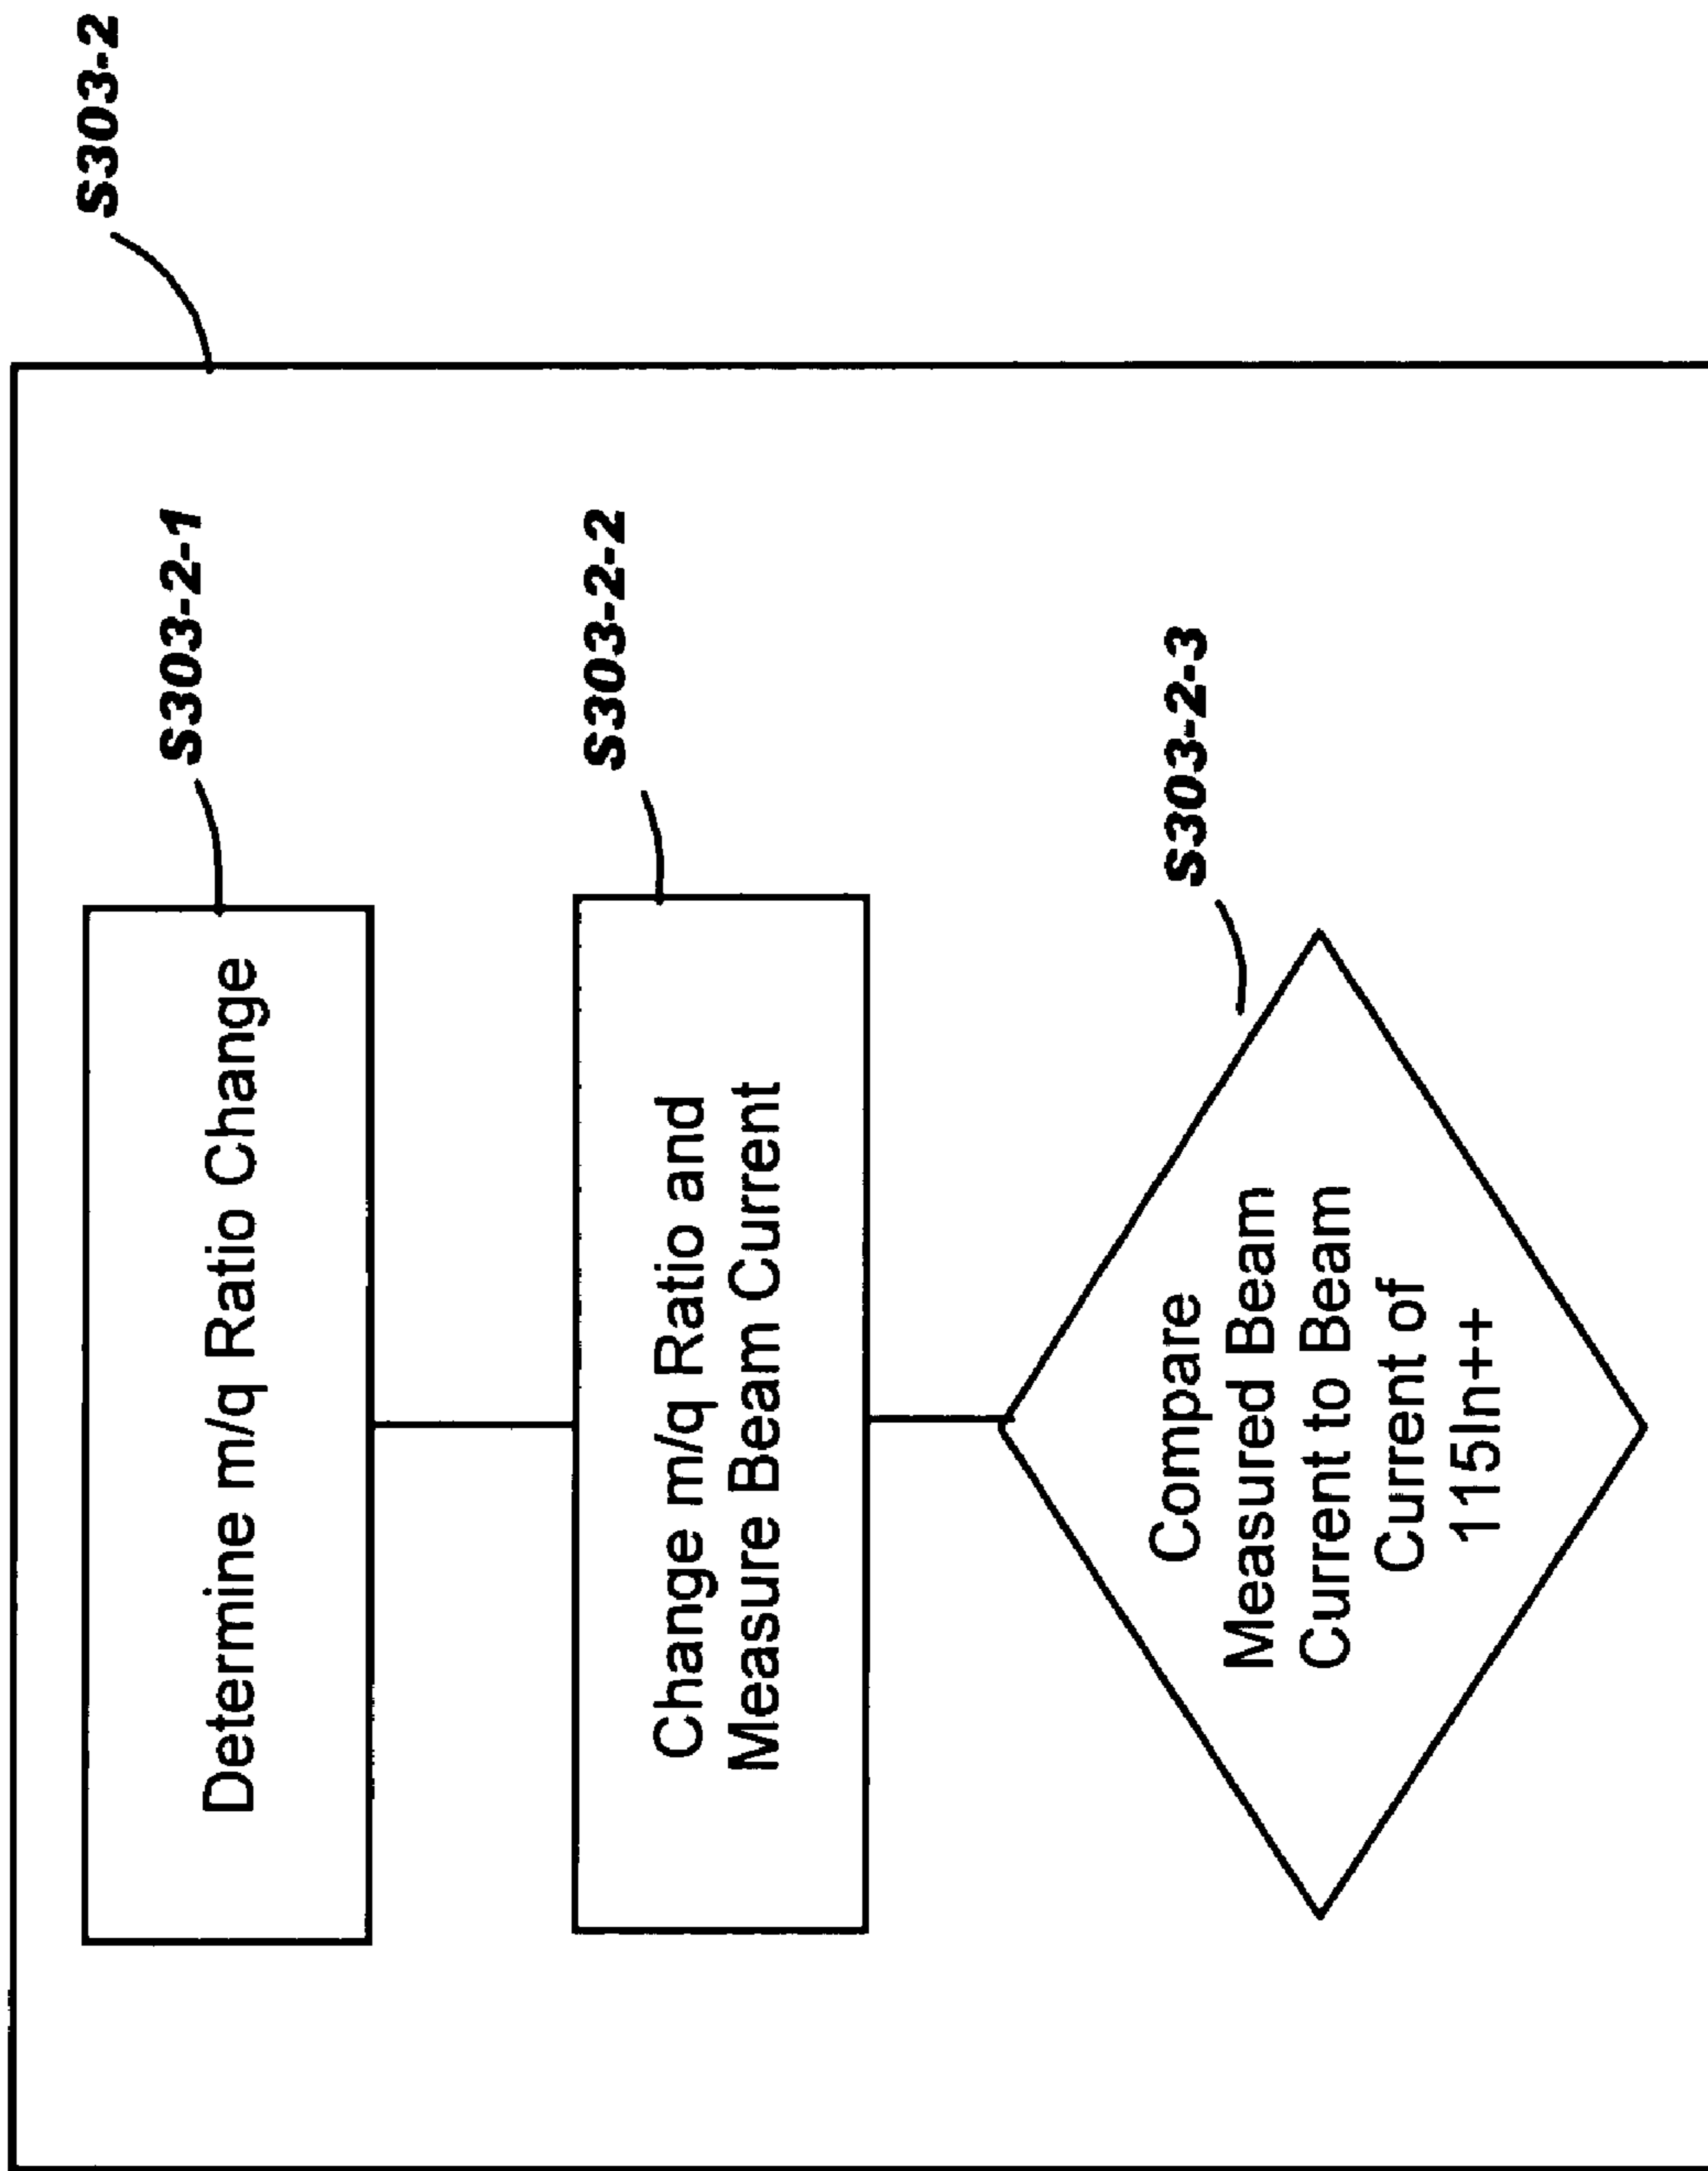 S303-2
S303-2-1
Determine m/q Ratio Change
S303-2-2
Change m/q Ratio and
Measure Beam Current
S303-2-3
Compare
Measured Beam
Current to Beam
Current of
115In++